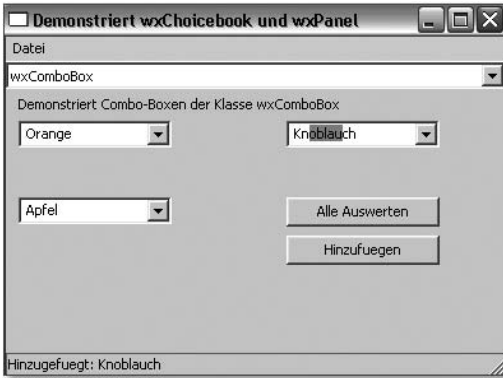 Demonstriert wxChoicebook und wxPanel
Datei
wxComboBox
Demonstriert Combo-Boxen der Klasse wxComboBox
Orange
Knoblauch
Apfel
Alle Auswerten
Hinzufuegen
Hinzugefuegt: Knoblauch